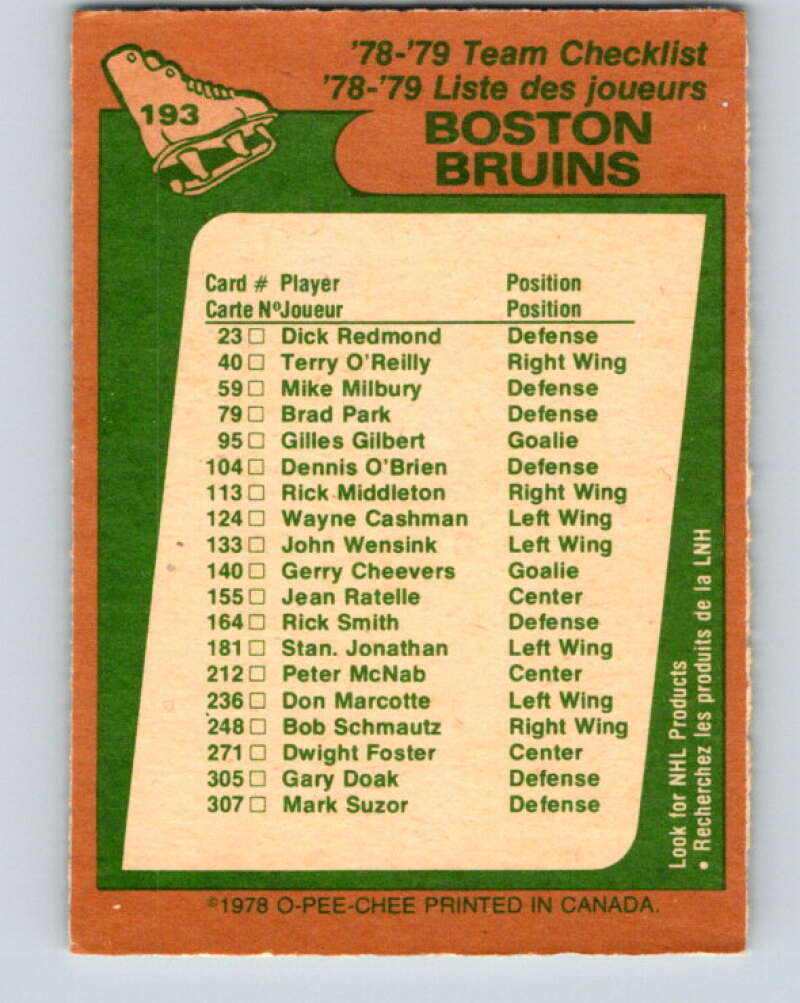 '78-'79 Team Checklist
'78-'79 Liste des joueurs
193
BOSTON
BRUINS
Card # Player Position
Carte Nº Joueur Position
23 □ Dick Redmond Defense
40 □ Terry O'Reilly Right Wing
59 □ Mike Milbury Defense
79 □ Brad Park Defense
95 □ Gilles Gilbert Goalie
104 □ Dennis O'Brien Defense
113 □ Rick Middleton Right Wing
124 □ Wayne Cashman Left Wing
133 □ John Wensink Left Wing
140 □ Gerry Cheevers Goalie
155 □ Jean Ratelle Center
164 □ Rick Smith Defense
181 □ Stan. Jonathan Left Wing
212 □ Peter McNab Center
236 □ Don Marcotte Left Wing
248 □ Bob Schmautz Right Wing
271 □ Dwight Foster Center
305 □ Gary Doak Defense
307 □ Mark Suzor Defense
Look for NHL Products
• Recherchez les produits de la LNH
©1978 O-PEE-CHEE PRINTED IN CANADA.